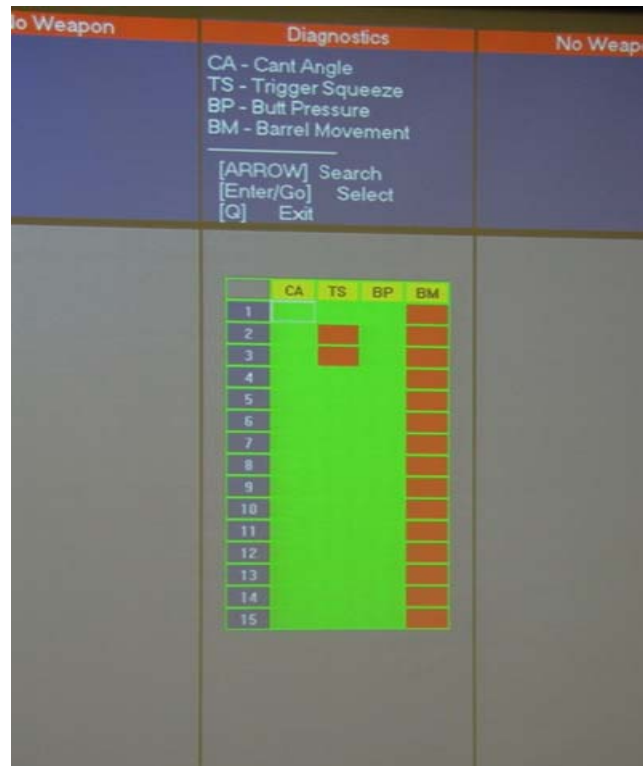 lo Weapon
Diagnostics
No Weap
CA - Cant Angle
TS - Trigger Squeeze
BP - Butt Pressure
BM - Barrel Movement
[ARROW] Search
[Enter/Go] Select
[Q] Exit
CA TS BP BM
1
2
3
4
5
6
7
8
9
10
11
12
13
14
15